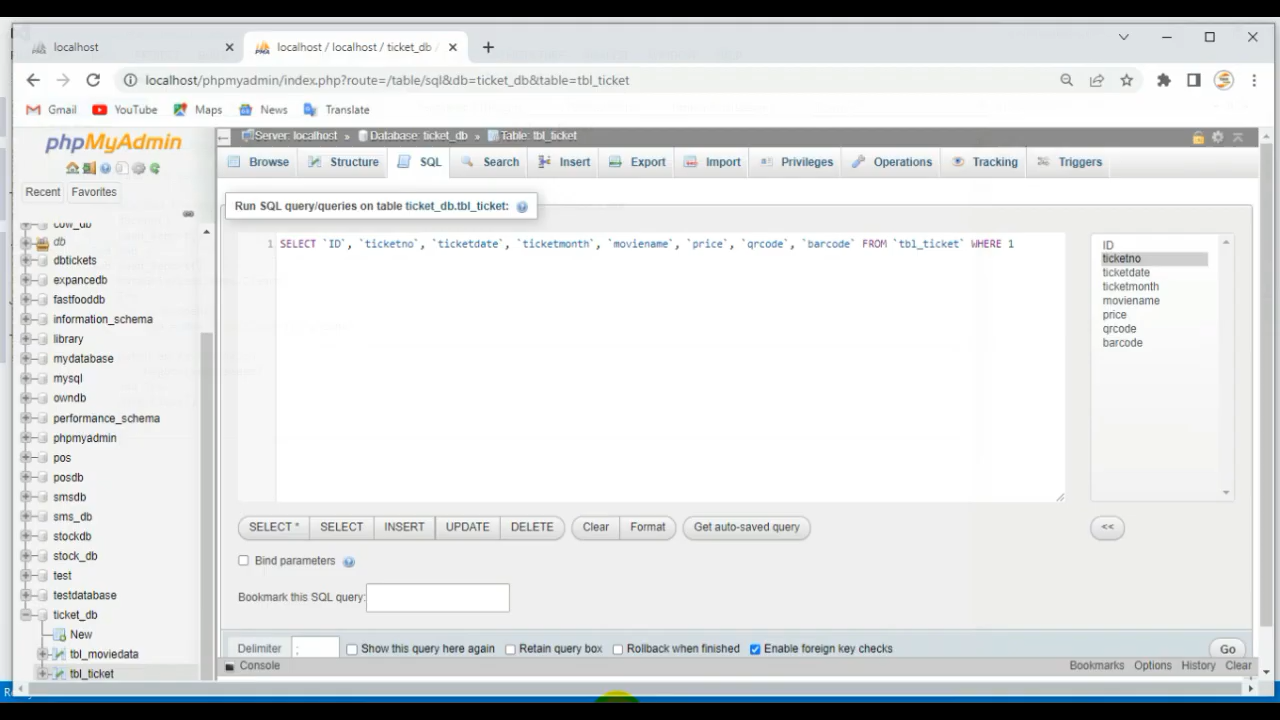 localhost
localhost / localhost / ticket_db /
localhost/phpmyadmin/index.php?route=/table/sql&db=ticket_db&table=tbl_ticket
Gmail YouTube Maps News Translate
phpMyAdmin
Recent Favorites
cow_db
db
dbtickets
expancedb
fastfooddb
information_schema
library
mydatabase
mysql
owndb
performance_schema
phpmyadmin
pos
posdb
smsdb
sms_db
stockdb
stock_db
test
testdatabase
ticket_db
New
tbl_moviedata
tbl_ticket
Server: localhost » Database: ticket_db » Table: tbl_ticket
Browse Structure SQL Search Insert Export Import Privileges Operations Tracking Triggers
Run SQL query/queries on table ticket_db.tbl_ticket:
1 SELECT `ID`, `ticketno`, `ticketdate`, `ticketmonth`, `moviename`, `price`, `qrcode`, `barcode` FROM `tbl_ticket` WHERE 1
ID
ticketno
ticketdate
ticketmonth
moviename
price
qrcode
barcode
SELECT * SELECT INSERT UPDATE DELETE Clear Format Get auto-saved query <<
Bind parameters
Bookmark this SQL query:
Delimiter ; Show this query here again Retain query box Rollback when finished Enable foreign key checks Go
Console Bookmarks Options History Clear